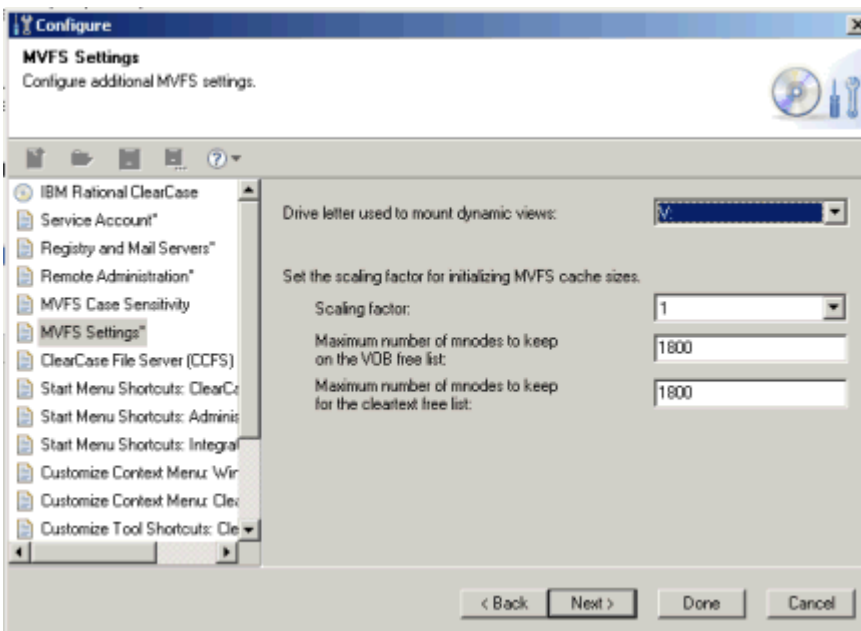 Configure
MVFS Settings
Configure additional MVFS settings.
IBM Rational ClearCase
Service Account*
Registry and Mail Servers*
Remote Administration*
MVFS Case Sensitivity
MVFS Settings*
ClearCase File Server (CCFS)
Start Menu Shortcuts: ClearCa
Start Menu Shortcuts: Adminis
Start Menu Shortcuts: Integrat
Customize Context Menu: Win
Customize Context Menu: Clea
Customize Tool Shortcuts: Cle
Drive letter used to mount dynamic views:
V:
Set the scaling factor for initializing MVFS cache sizes.
Scaling factor:
1
Maximum number of mnodes to keep
on the VOB free list:
1800
Maximum number of mnodes to keep
for the cleartext free list:
1800
< Back
Next >
Done
Cancel